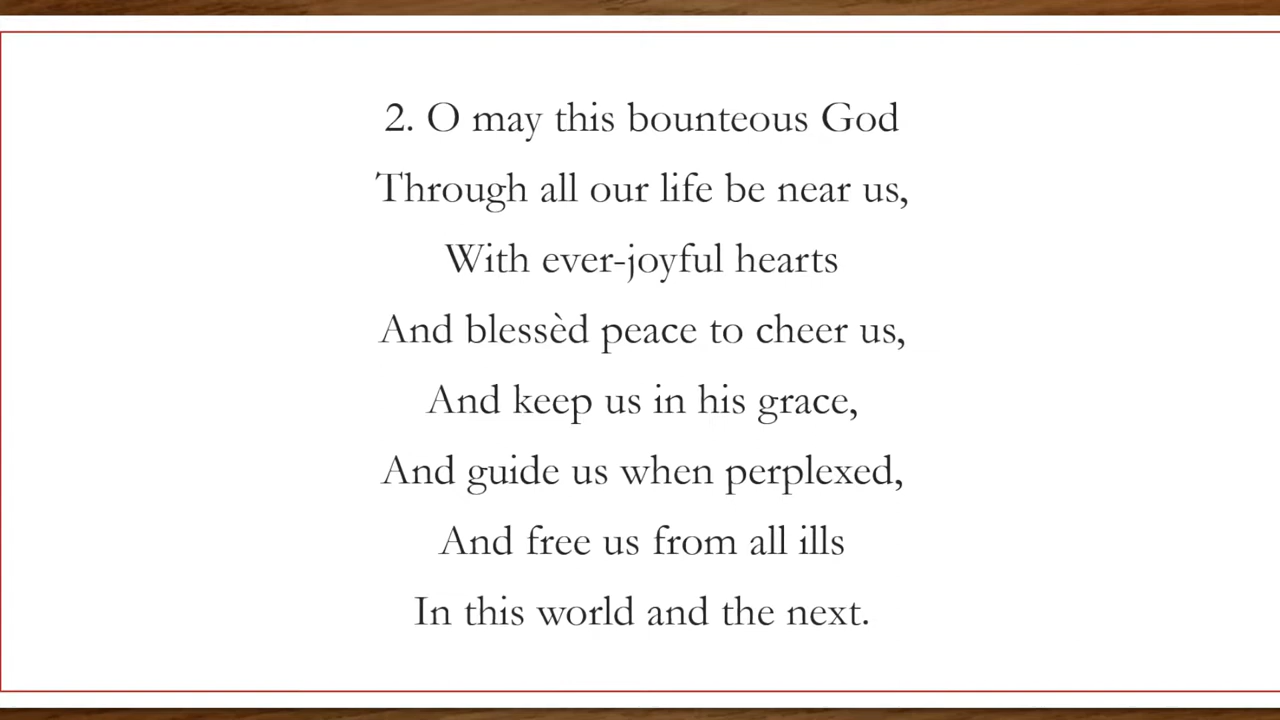 2. O may this bounteous God
Through all our life be near us,
With ever-joyful hearts
And blessèd peace to cheer us,
And keep us in his grace,
And guide us when perplexed,
And free us from all ills
In this world and the next.